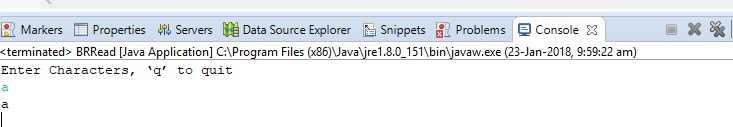 Markers Properties Servers Data Source Explorer Snippets Problems Console
<terminated> BRRead [Java Application] C:\Program Files (x86)\Java\jre1.8.0_151\bin\javaw.exe (23-Jan-2018, 9:59:22 am)
Enter Characters, ‘q’ to quit
a
a